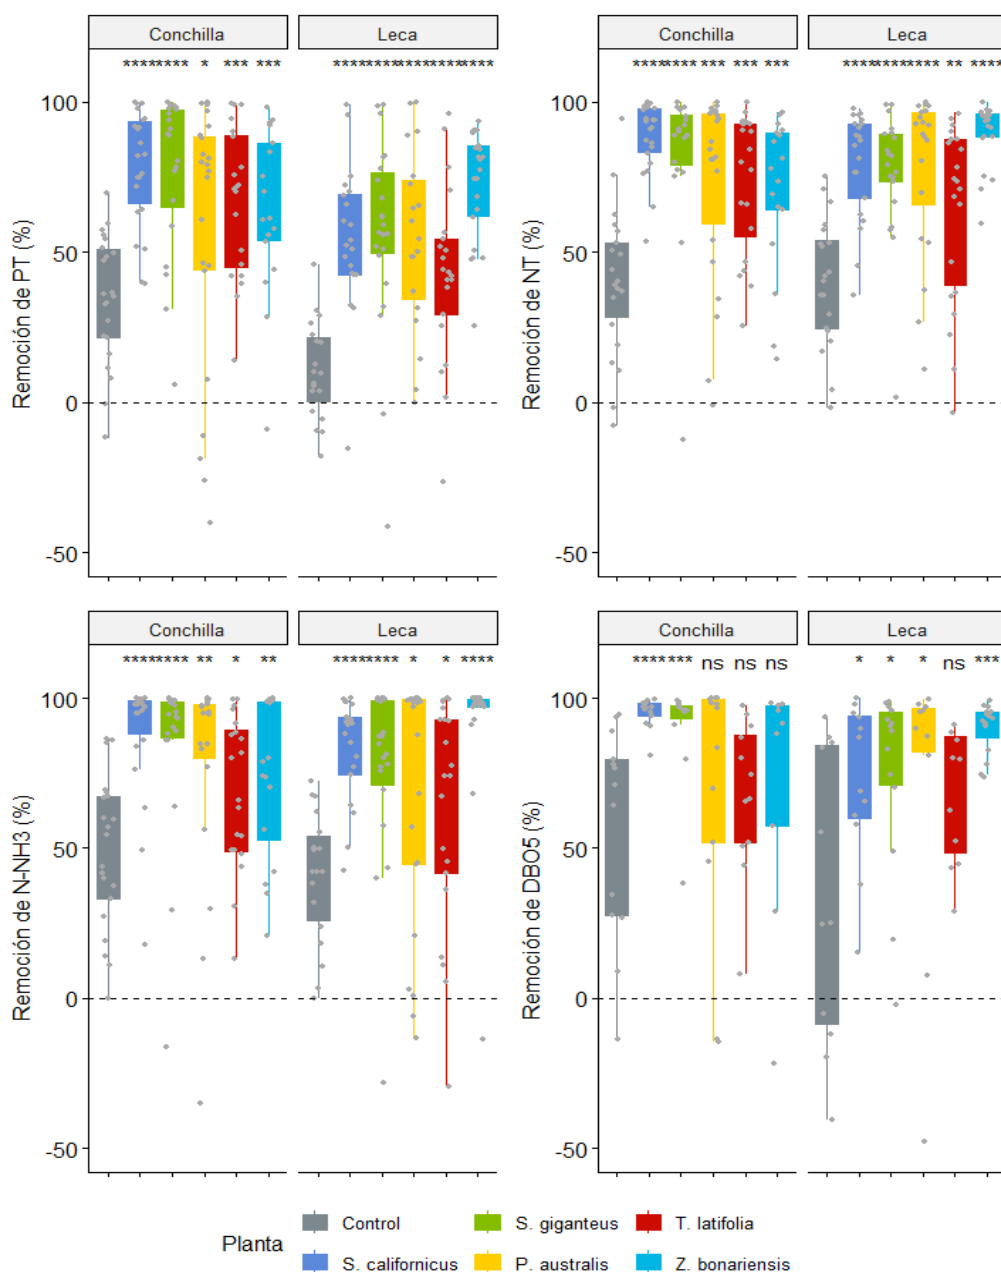 Conchilla Leca
**** **** * *** *** **** **** **** **** ****
Remoción de PT (%)
100
50
0
-50
Conchilla Leca
**** **** *** *** *** **** **** **** ** ****
Remoción de NT (%)
100
50
0
-50
Conchilla Leca
**** **** ** * ** **** **** * * ****
Remoción de N-NH3 (%)
100
50
0
-50
Conchilla Leca
**** *** ns ns ns * * * ns ***
Remoción de DBO5 (%)
100
50
0
-50
Planta
Control S. giganteus T. latifolia
S. californicus P. australis Z. bonariensis